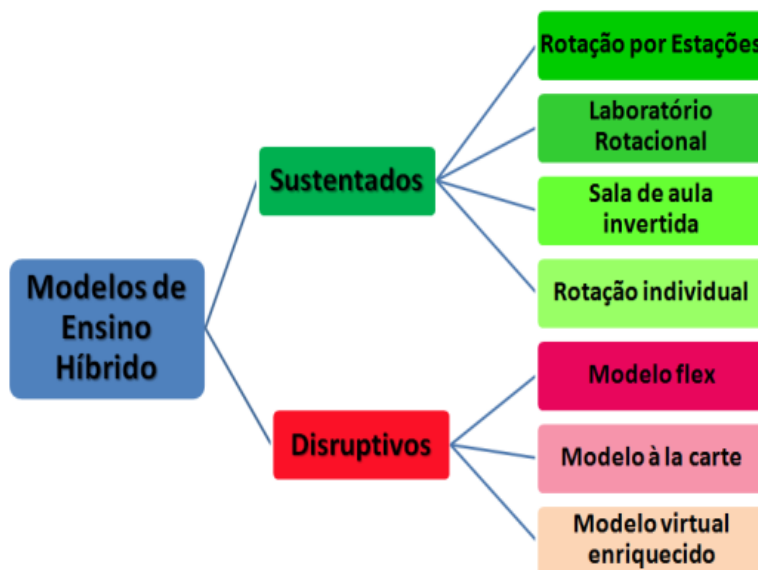 Modelos de
Ensino
Híbrido
Sustentados
Rotação por Estações
Laboratório
Rotacional
Sala de aula
invertida
Rotação individual
Disruptivos
Modelo flex
Modelo à la carte
Modelo virtual
enriquecido